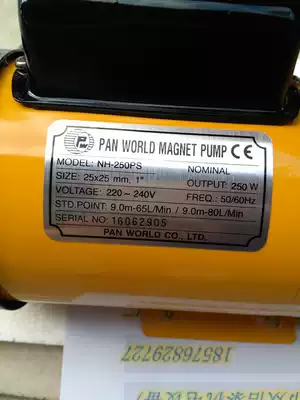 PW
PAN WORLD MAGNET PUMP CE
MODEL: NH-250PS NOMINAL
SIZE: 25x25 mm, 1" OUTPUT: 250 W
VOLTAGE: 220~240V FREQ.: 50/60Hz
STD.POINT: 9.0m-65L/Min / 9.0m-80L/Min
SERIAL NO: 16062905
PAN WORLD CO., LTD.
18576829727